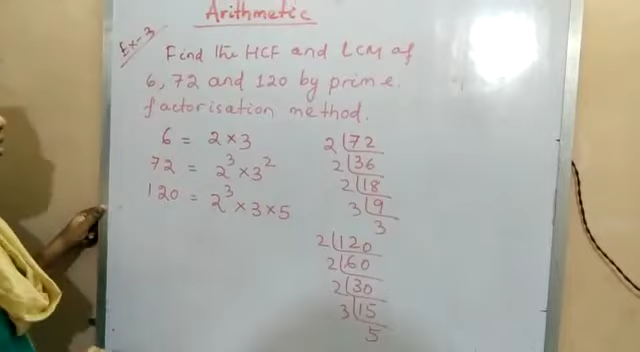 Arithmetic
Ex-3
Find the HCF and LCM of
6, 72 and 120 by prime
factorisation method.
6 = 2 × 3
72 = 2³ × 3²
120 = 2³ × 3 × 5
2 72
2 36
2 18
3 9
3
2 120
2 60
2 30
3 15
5